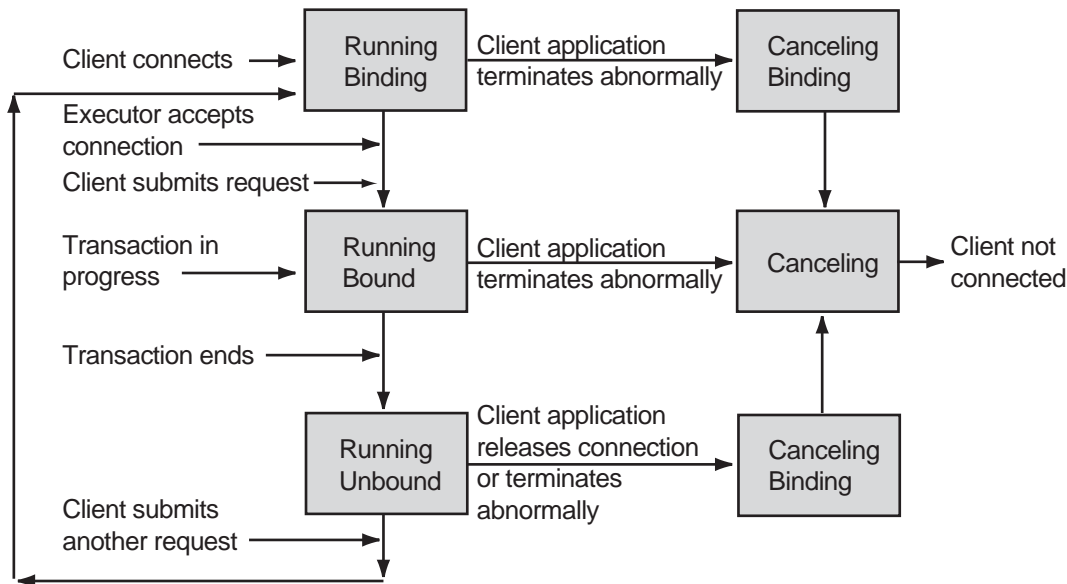 Client connects
Running
Binding
Client application
terminates abnormally
Canceling
Binding
Executor accepts
connection
Client submits request
Transaction in
progress
Running
Bound
Client application
terminates abnormally
Canceling
Client not
connected
Transaction ends
Running
Unbound
Client application
releases connection
or terminates
abnormally
Canceling
Binding
Client submits
another request